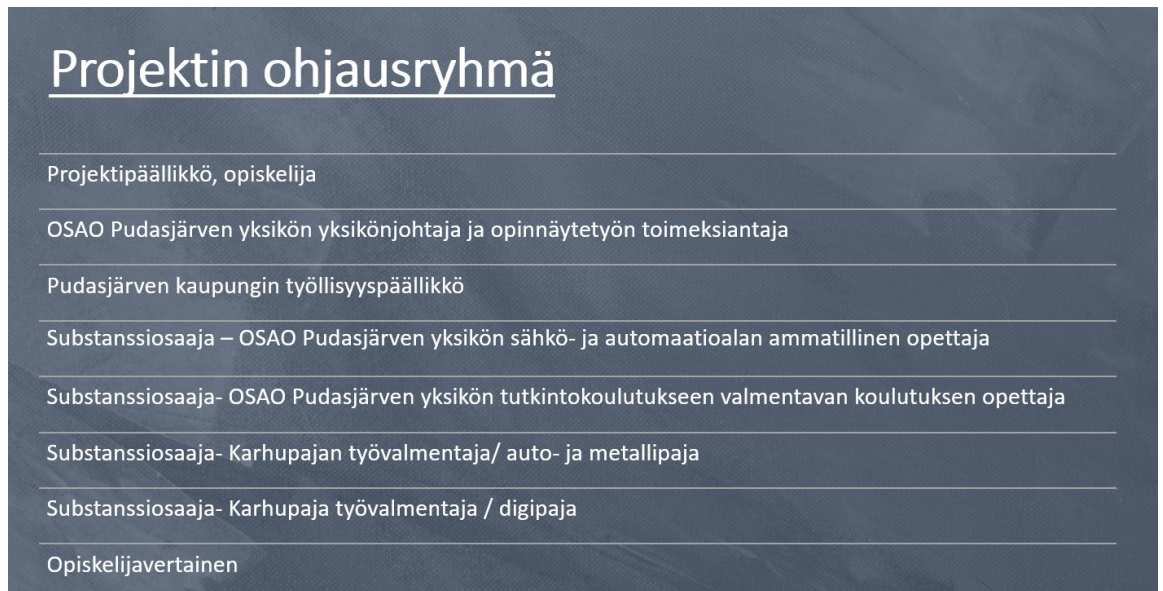 Projektin ohjausryhmä
Projektipäällikkö, opiskelija
OSAO Pudasjärven yksikön yksikönjohtaja ja opinnäytetyön toimeksiantaja
Pudasjärven kaupungin työllisyyspäällikkö
Substanssiosaaja – OSAO Pudasjärven yksikön sähkö- ja automaatioalan ammatillinen opettaja
Substanssiosaaja- OSAO Pudasjärven yksikön tutkintokoulutukseen valmentavan koulutuksen opettaja
Substanssiosaaja- Karhupajan työvalmentaja/ auto- ja metallipaja
Substanssiosaaja- Karhupaja työvalmentaja / digipaja
Opiskelijavertainen